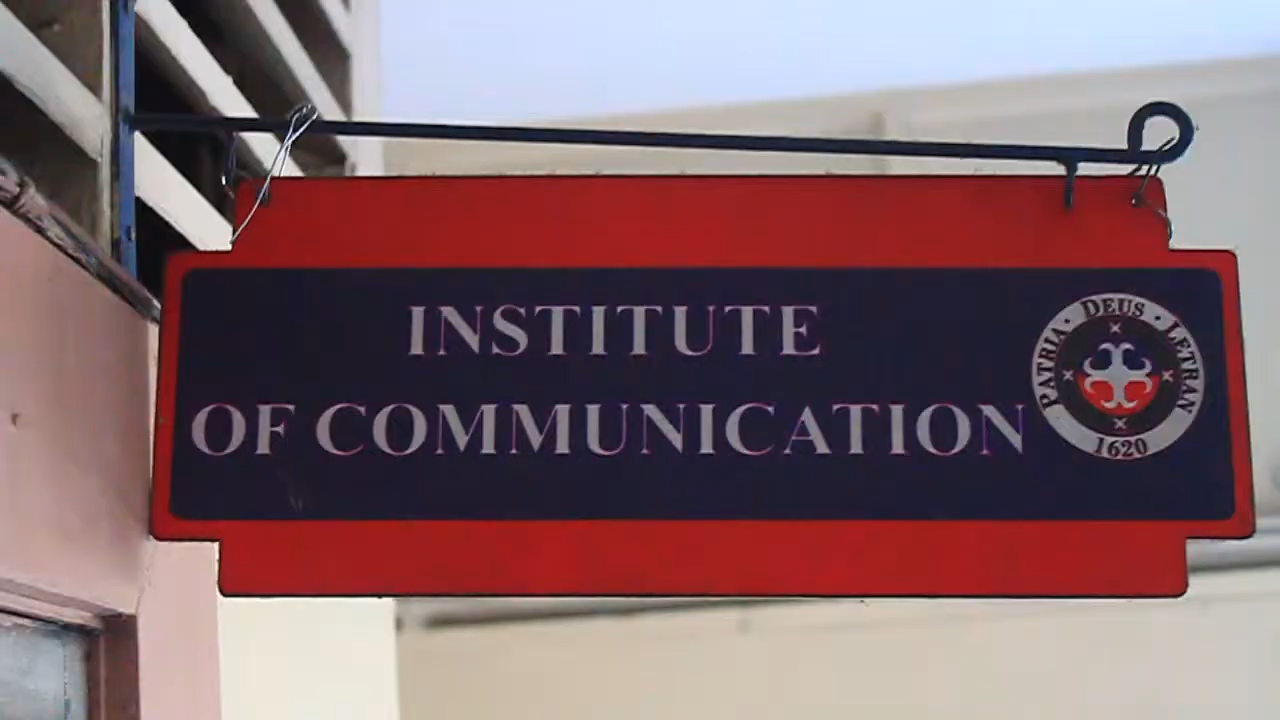 INSTITUTE
OF COMMUNICATION
PATRIA · DEUS · LETRAN
1620